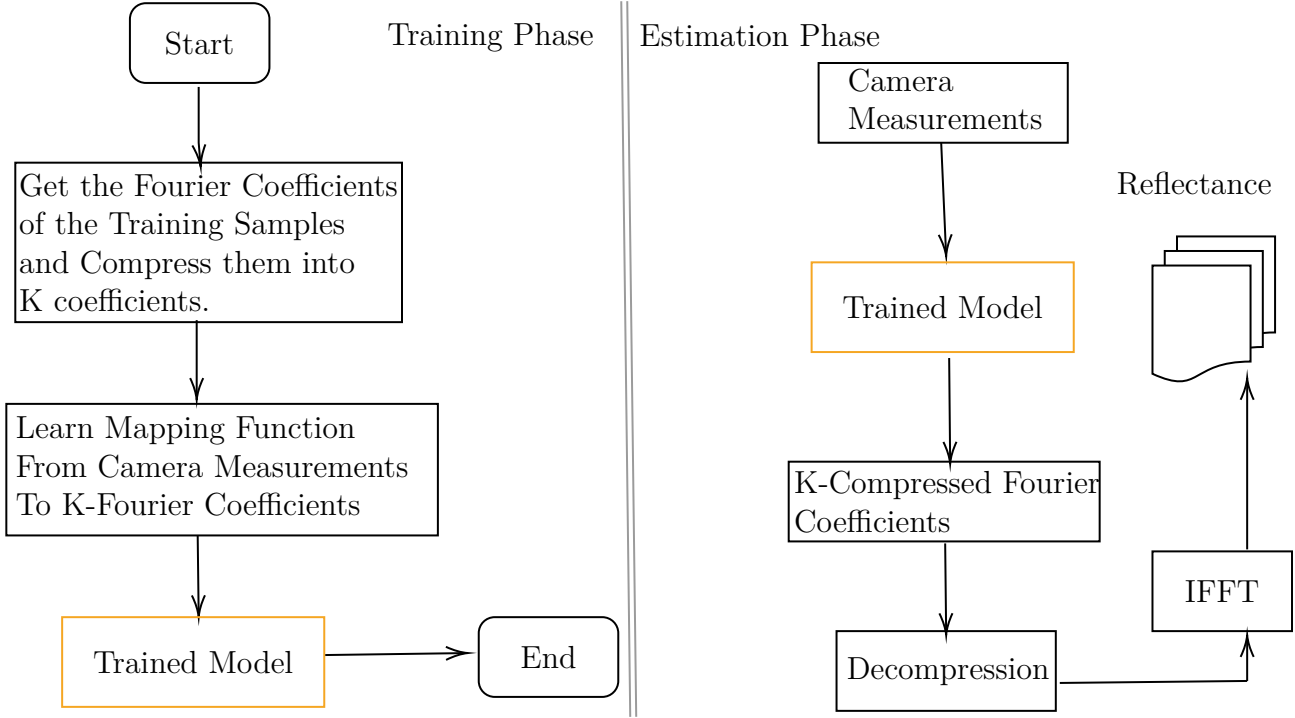 Start
Training Phase
Get the Fourier Coefficients
of the Training Samples
and Compress them into
K coefficients.
Learn Mapping Function
From Camera Measurements
To K-Fourier Coefficients
Trained Model
End
Estimation Phase
Camera
Measurements
Trained Model
K-Compressed Fourier
Coefficients
Decompression
IFFT
Reflectance